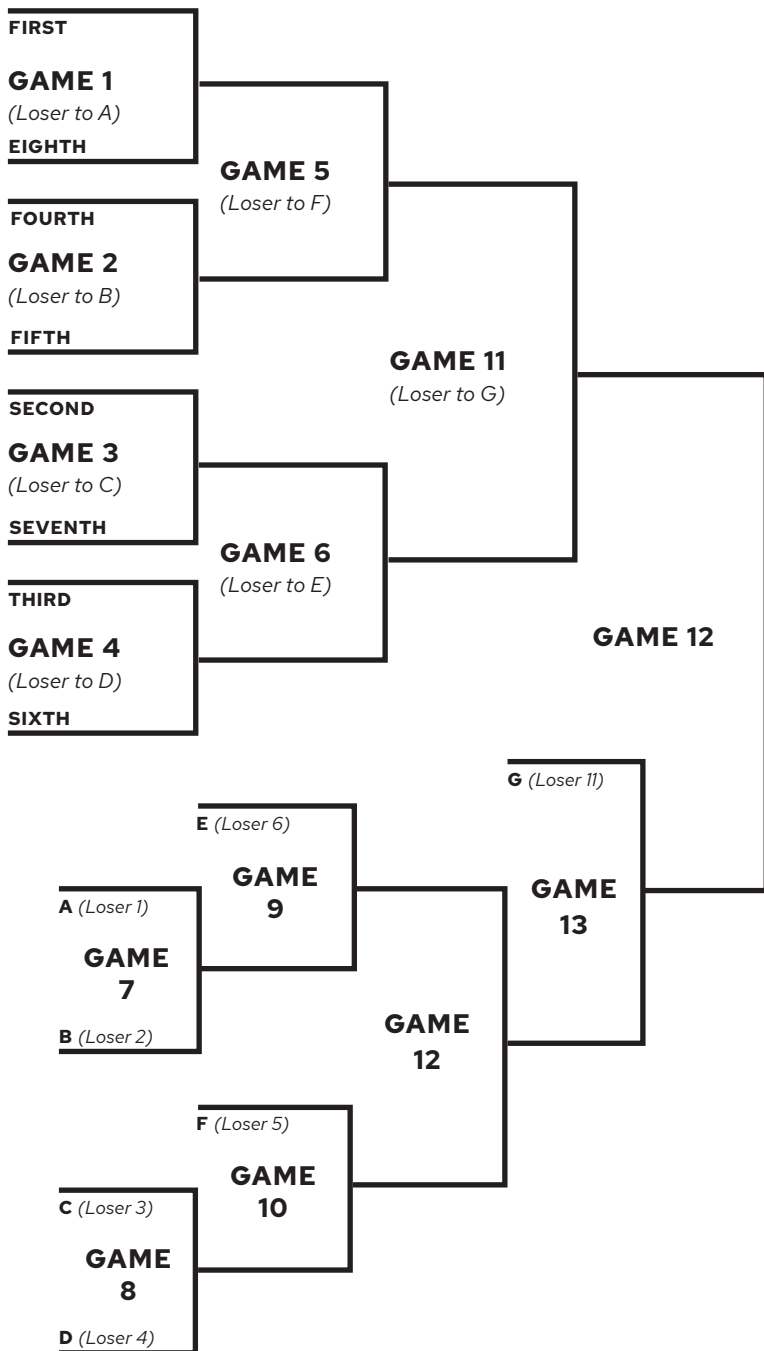 FIRST
GAME 1
(Loser to A)
EIGHTH
GAME 5
(Loser to F)
FOURTH
GAME 2
(Loser to B)
FIFTH
GAME 11
(Loser to G)
SECOND
GAME 3
(Loser to C)
SEVENTH
GAME 6
(Loser to E)
THIRD
GAME 4
(Loser to D)
SIXTH
GAME 12
G (Loser 11)
E (Loser 6)
GAME
9
GAME
13
A (Loser 1)
GAME
7
B (Loser 2)
GAME
12
F (Loser 5)
GAME
10
C (Loser 3)
GAME
8
D (Loser 4)